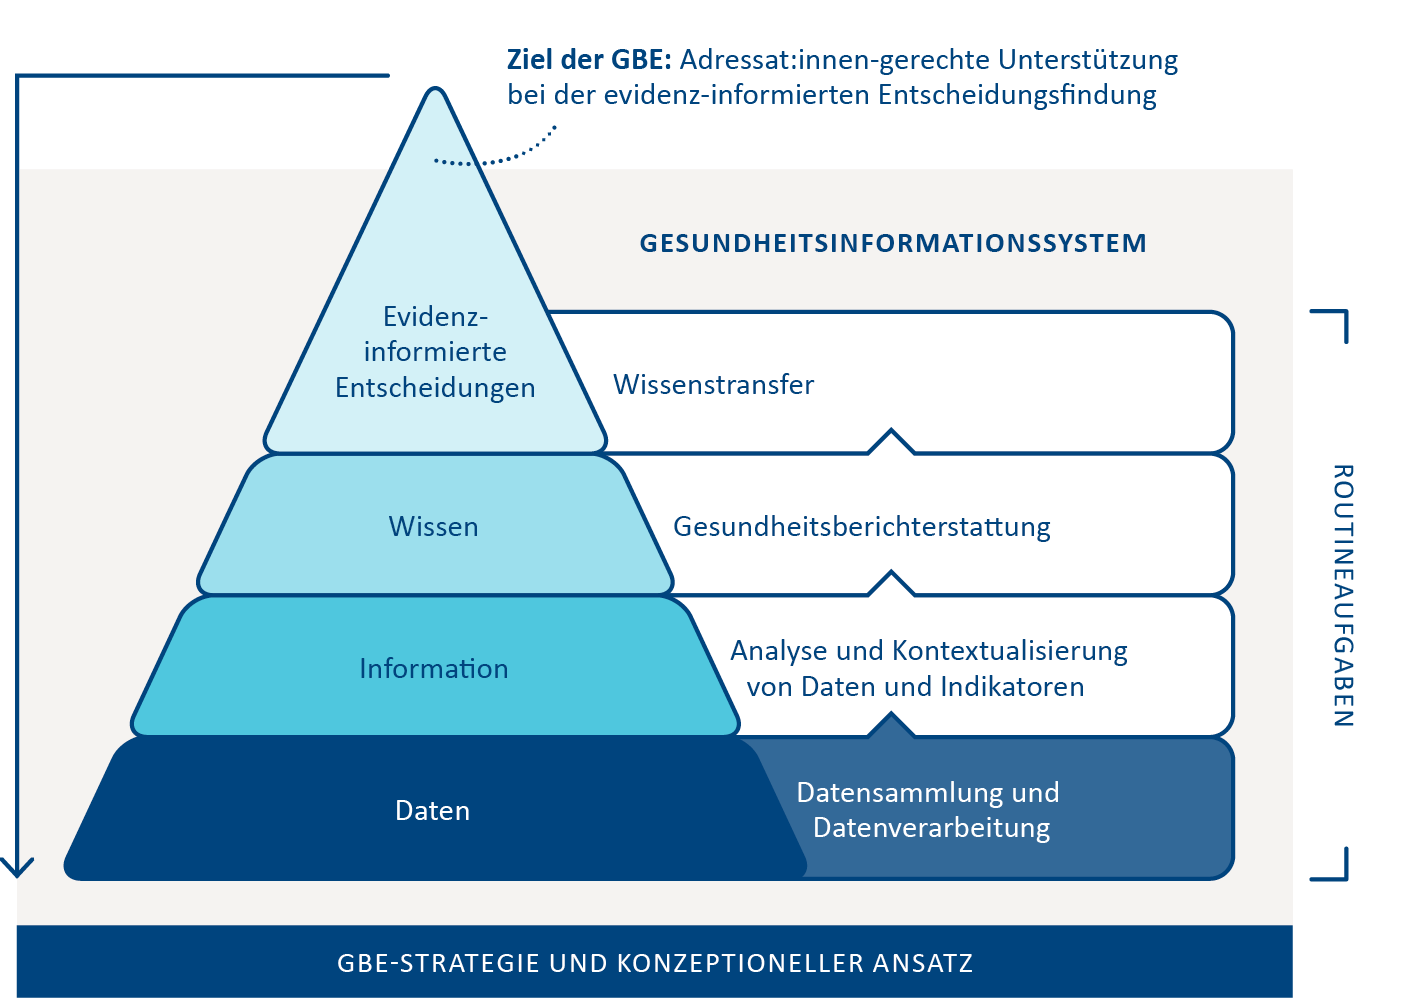 Ziel der GBE: Adressat:innen-gerechte Unterstützung
bei der evidenz-informierten Entscheidungsfindung
GESUNDHEITSINFORMATIONSSYSTEM
Evidenz-
informierte
Entscheidungen
Wissenstransfer
Wissen
Gesundheitsberichterstattung
Information
Analyse und Kontextualisierung
von Daten und Indikatoren
Daten
Datensammlung und
Datenverarbeitung
ROUTINEAUFGABEN
GBE-STRATEGIE UND KONZEPTIONELLER ANSATZ